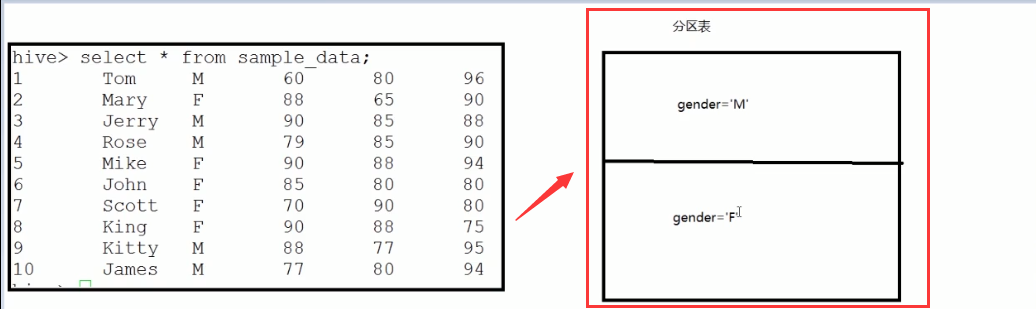 hive> select * from sample_data;
1 Tom M 60 80 96
2 Mary F 88 65 90
3 Jerry M 90 85 88
4 Rose M 79 85 90
5 Mike F 90 88 94
6 John F 85 80 80
7 Scott F 70 90 80
8 King F 90 88 75
9 Kitty M 88 77 95
10 James M 77 80 94
分区表
gender='M'
gender='F'